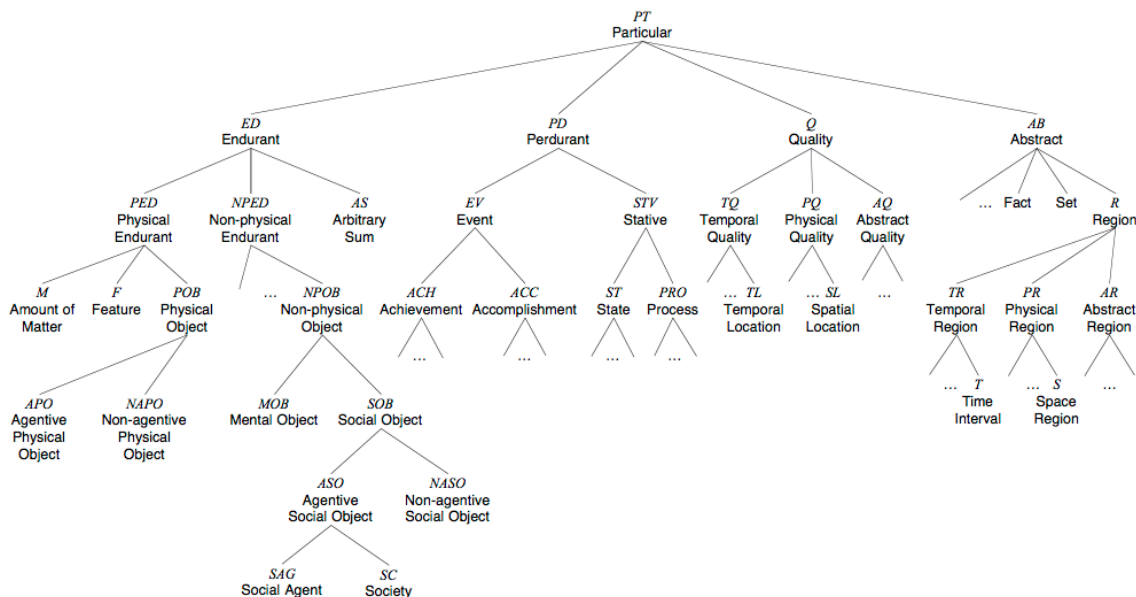 PT
Particular
ED
Endurant
PD
Perdurant
Q
Quality
AB
Abstract
PED
Physical
Endurant
NPED
Non-physical
Endurant
AS
Arbitrary
Sum
EV
Event
STV
Stative
TQ
Temporal
Quality
PQ
Physical
Quality
AQ
Abstract
Quality
… Fact
Set
R
Region
M
Amount of
Matter
F
Feature
POB
Physical
Object
…
NPOB
Non-physical
Object
ACH
Achievement
ACC
Accomplishment
ST
State
PRO
Process
… TL
Temporal
Location
… SL
Spatial
Location
…
TR
Temporal
Region
PR
Physical
Region
AR
Abstract
Region
…
…
…
…
APO
Agentive
Physical
Object
NAPO
Non-agentive
Physical
Object
MOB
Mental Object
SOB
Social Object
… T
Time
Interval
… S
Space
Region
…
ASO
Agentive
Social Object
NASO
Non-agentive
Social Object
SAG
Social Agent
SC
Society